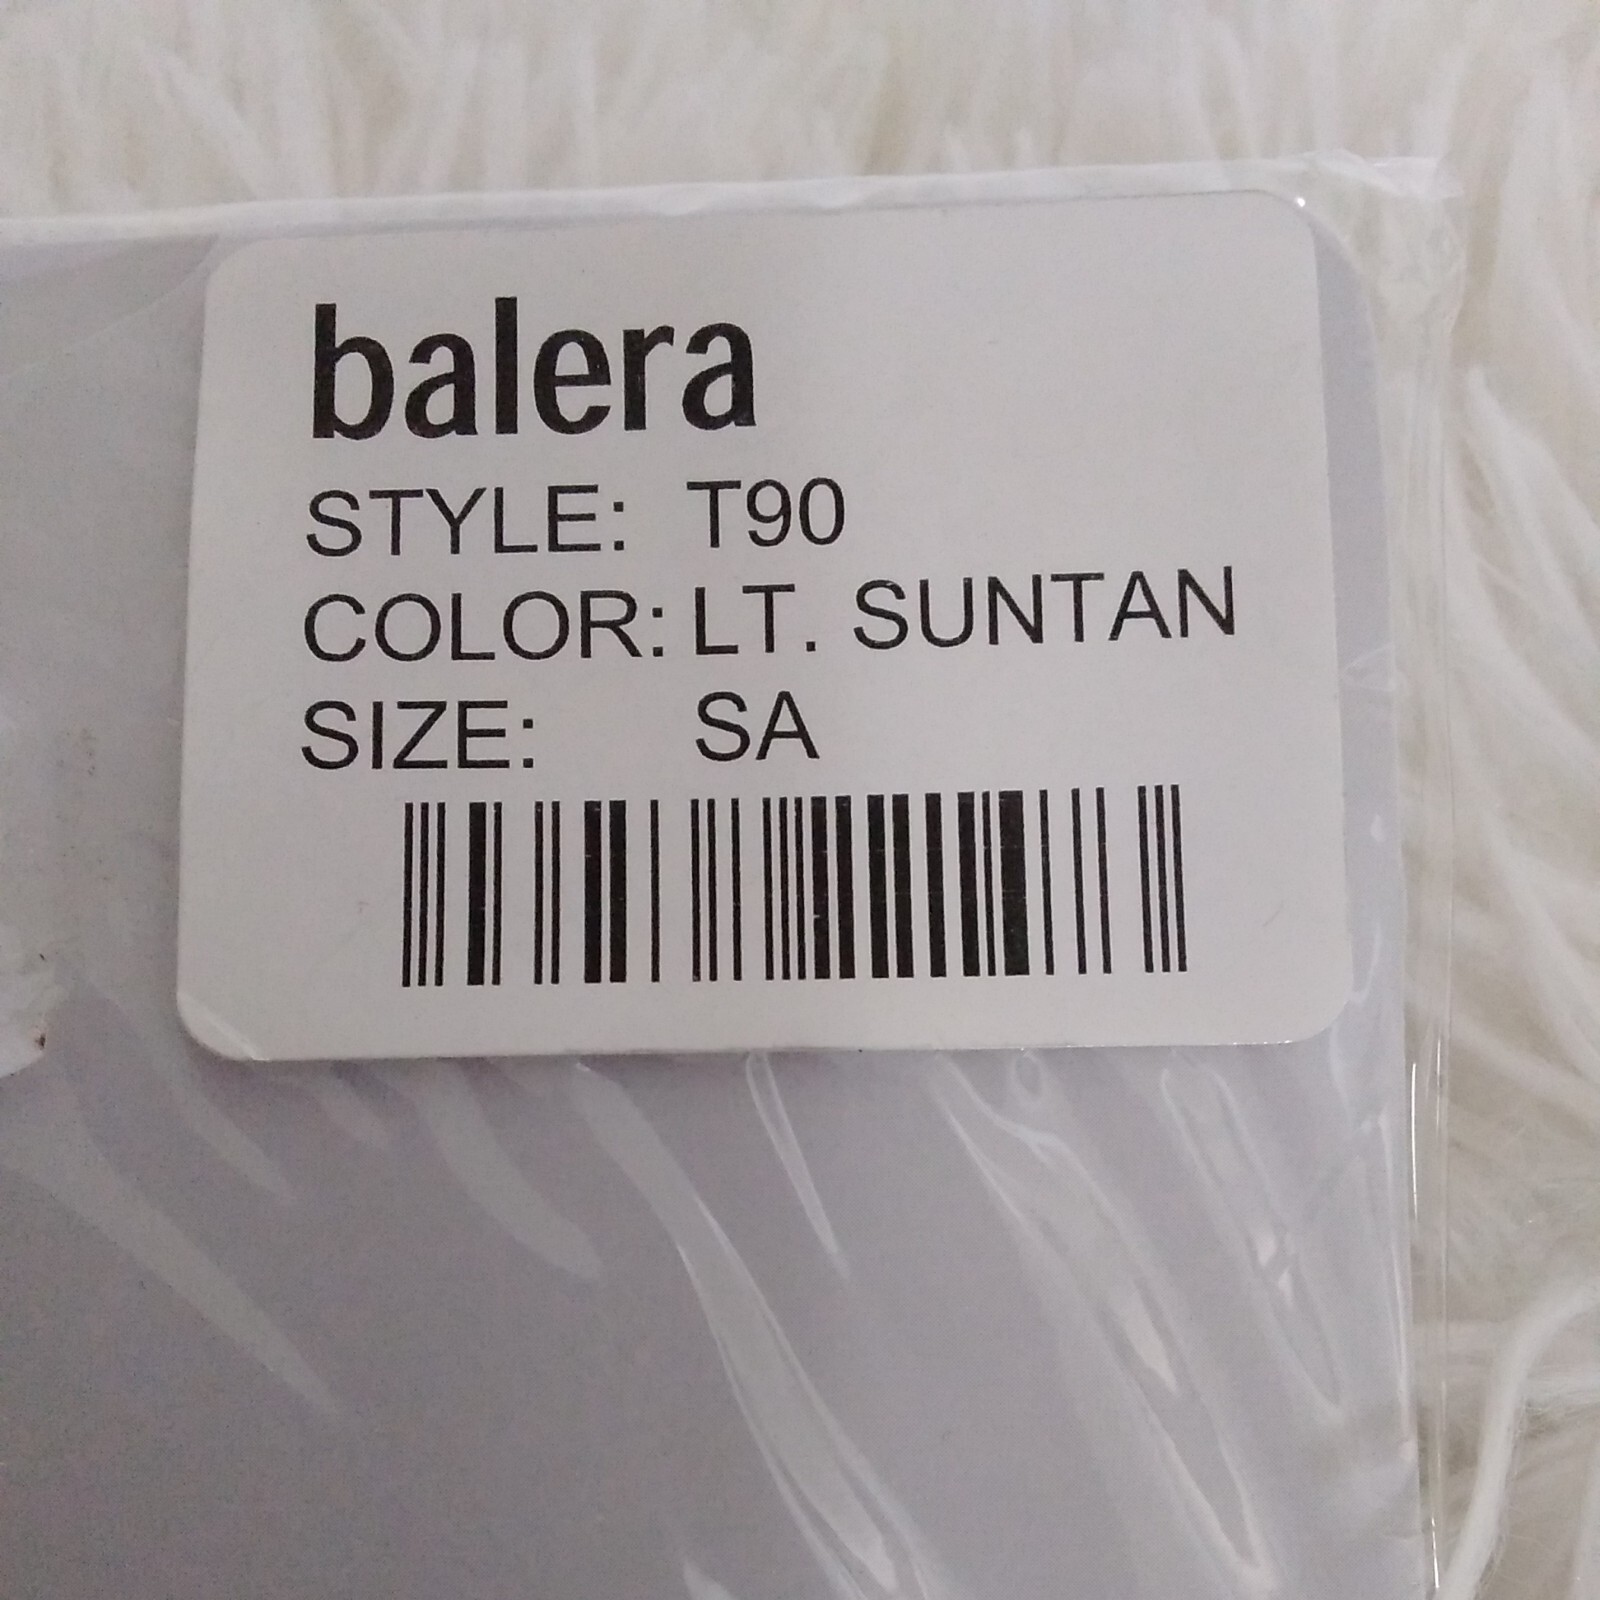 balera
STYLE: T90
COLOR: LT. SUNTAN
SIZE: SA